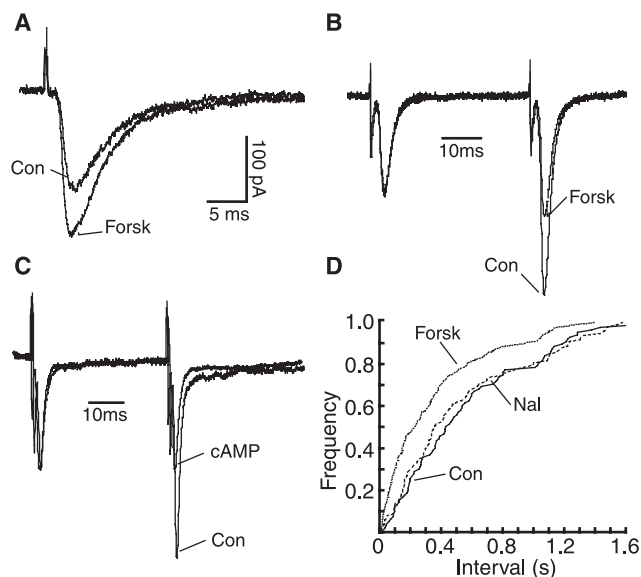 A
Con
Forsk
100 pA
5 ms
B
10ms
Forsk
Con
C
10ms
cAMP
Con
D
Frequency
1.0
0.8
0.6
0.4
0.2
Forsk
Nal
Con
0
0.4
0.8
1.2
1.6
Interval (s)